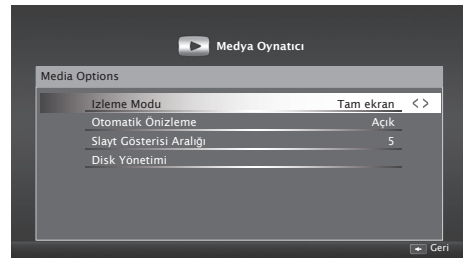 Medya Oynatıcı
Media Options
Izleme Modu Tam ekran < >
Otomatik Önizleme Açık
Slayt Gösterisi Aralığı 5
Disk Yönetimi
Geri